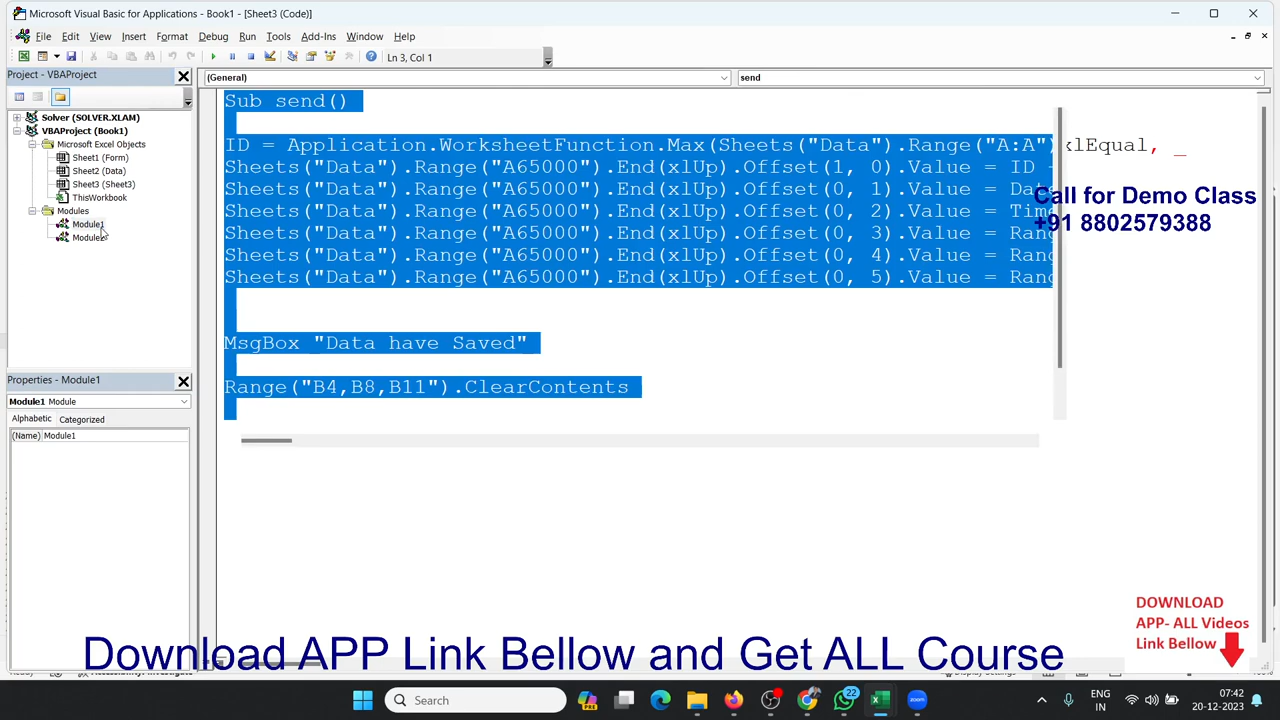 Microsoft Visual Basic for Applications - Book1 - [Sheet3 (Code)]
File Edit View Insert Format Debug Run Tools Add-Ins Window Help
Ln 3, Col 1
Project - VBAProject
(General)
send
Solver (SOLVER.XLAM)
VBAProject (Book1)
Microsoft Excel Objects
Sheet1 (Form)
Sheet2 (Data)
Sheet3 (Sheet3)
ThisWorkbook
Modules
Module1
Sub send()
ID = Application.WorksheetFunction.Max(Sheets("Data").Range("A:A")
xlEqual, _
Sheets("Data").Range("A65000").End(xlUp).Offset(1, 0).Value = ID
Sheets("Data").Range("A65000").End(xlUp).Offset(0, 1).Value =
Sheets("Data").Range("A65000").End(xlUp).Offset(0, 2).Value =
Sheets("Data").Range("A65000").End(xlUp).Offset(0, 3).Value =
Sheets("Data").Range("A65000").End(xlUp).Offset(0, 4).Value =
Sheets("Data").Range("A65000").End(xlUp).Offset(0, 5).Value =
MsgBox "Data have Saved"
Range("B4,B8,B11").ClearContents
Call for Demo Class
+91 8802579388
Properties - Module1
Module1 Module
Alphabetic Categorized
(Name) Module1
DOWNLOAD
APP- ALL Videos
Link Bellow
Download APP Link Bellow and Get ALL Course
Search
22
zoom
ENG
IN
07:42
20-12-2023